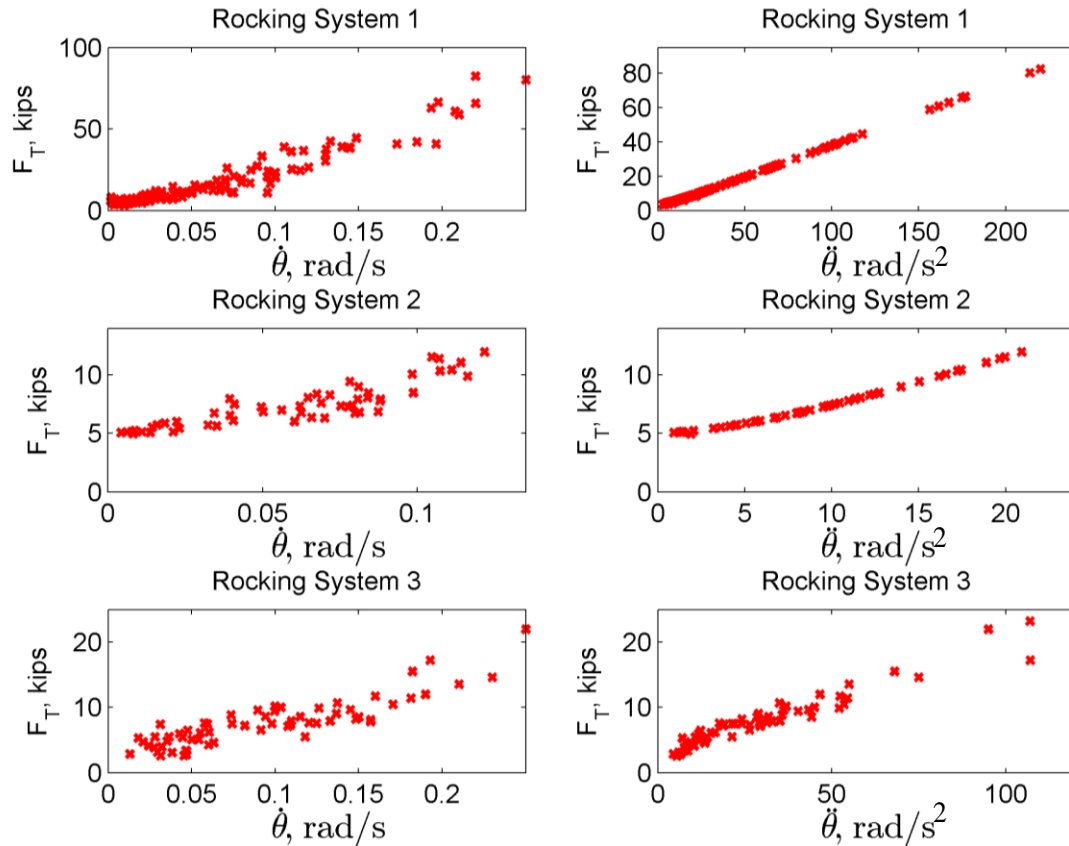 Rocking System 1
F_T, kips
100
50
0
0 0.05 0.1 0.15 0.2
θ̇, rad/s
Rocking System 1
F_T, kips
80
60
40
20
0
0 50 100 150 200
θ̈, rad/s²
Rocking System 2
F_T, kips
10
5
0
0 0.05 0.1
θ̇, rad/s
Rocking System 2
F_T, kips
10
5
0
0 5 10 15 20
θ̈, rad/s²
Rocking System 3
F_T, kips
20
10
0
0 0.05 0.1 0.15 0.2
θ̇, rad/s
Rocking System 3
F_T, kips
20
10
0
0 50 100
θ̈, rad/s²